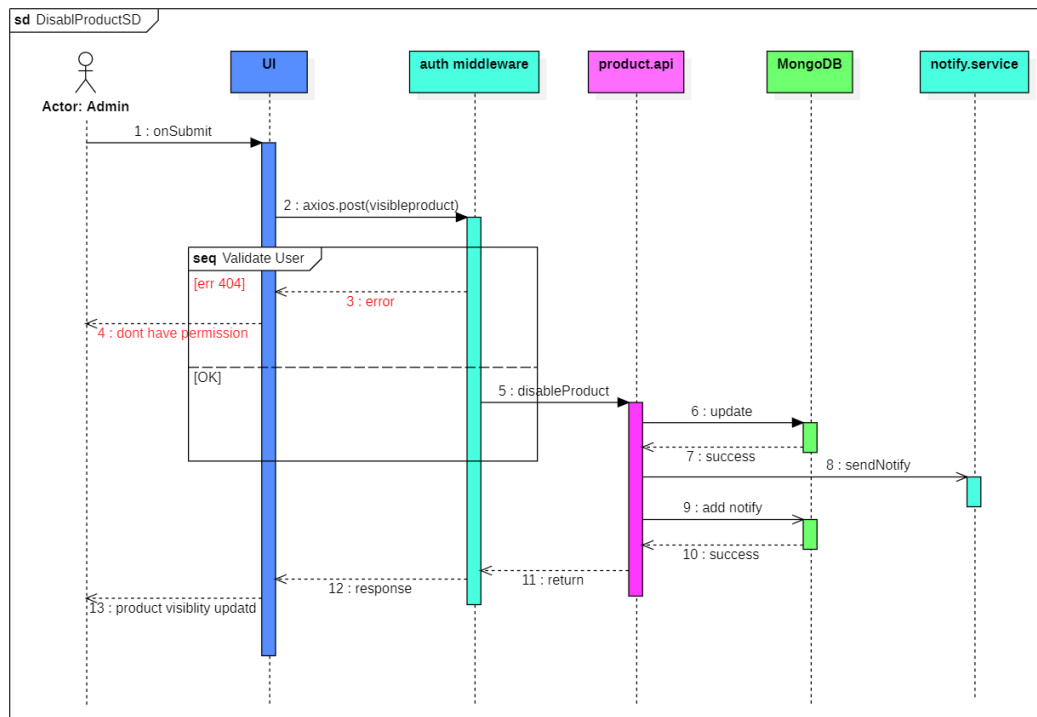 sd DisablProductSD
UI
auth middleware
product.api
MongoDB
notify.service
Actor: Admin
1 : onSubmit
2 : axios.post(visibleproduct)
seq Validate User
[err 404]
3 : error
4 : dont have permission
[OK]
5 : disableProduct
6 : update
7 : success
8 : sendNotify
9 : add notify
10 : success
11 : return
12 : response
13 : product visiblity updatd